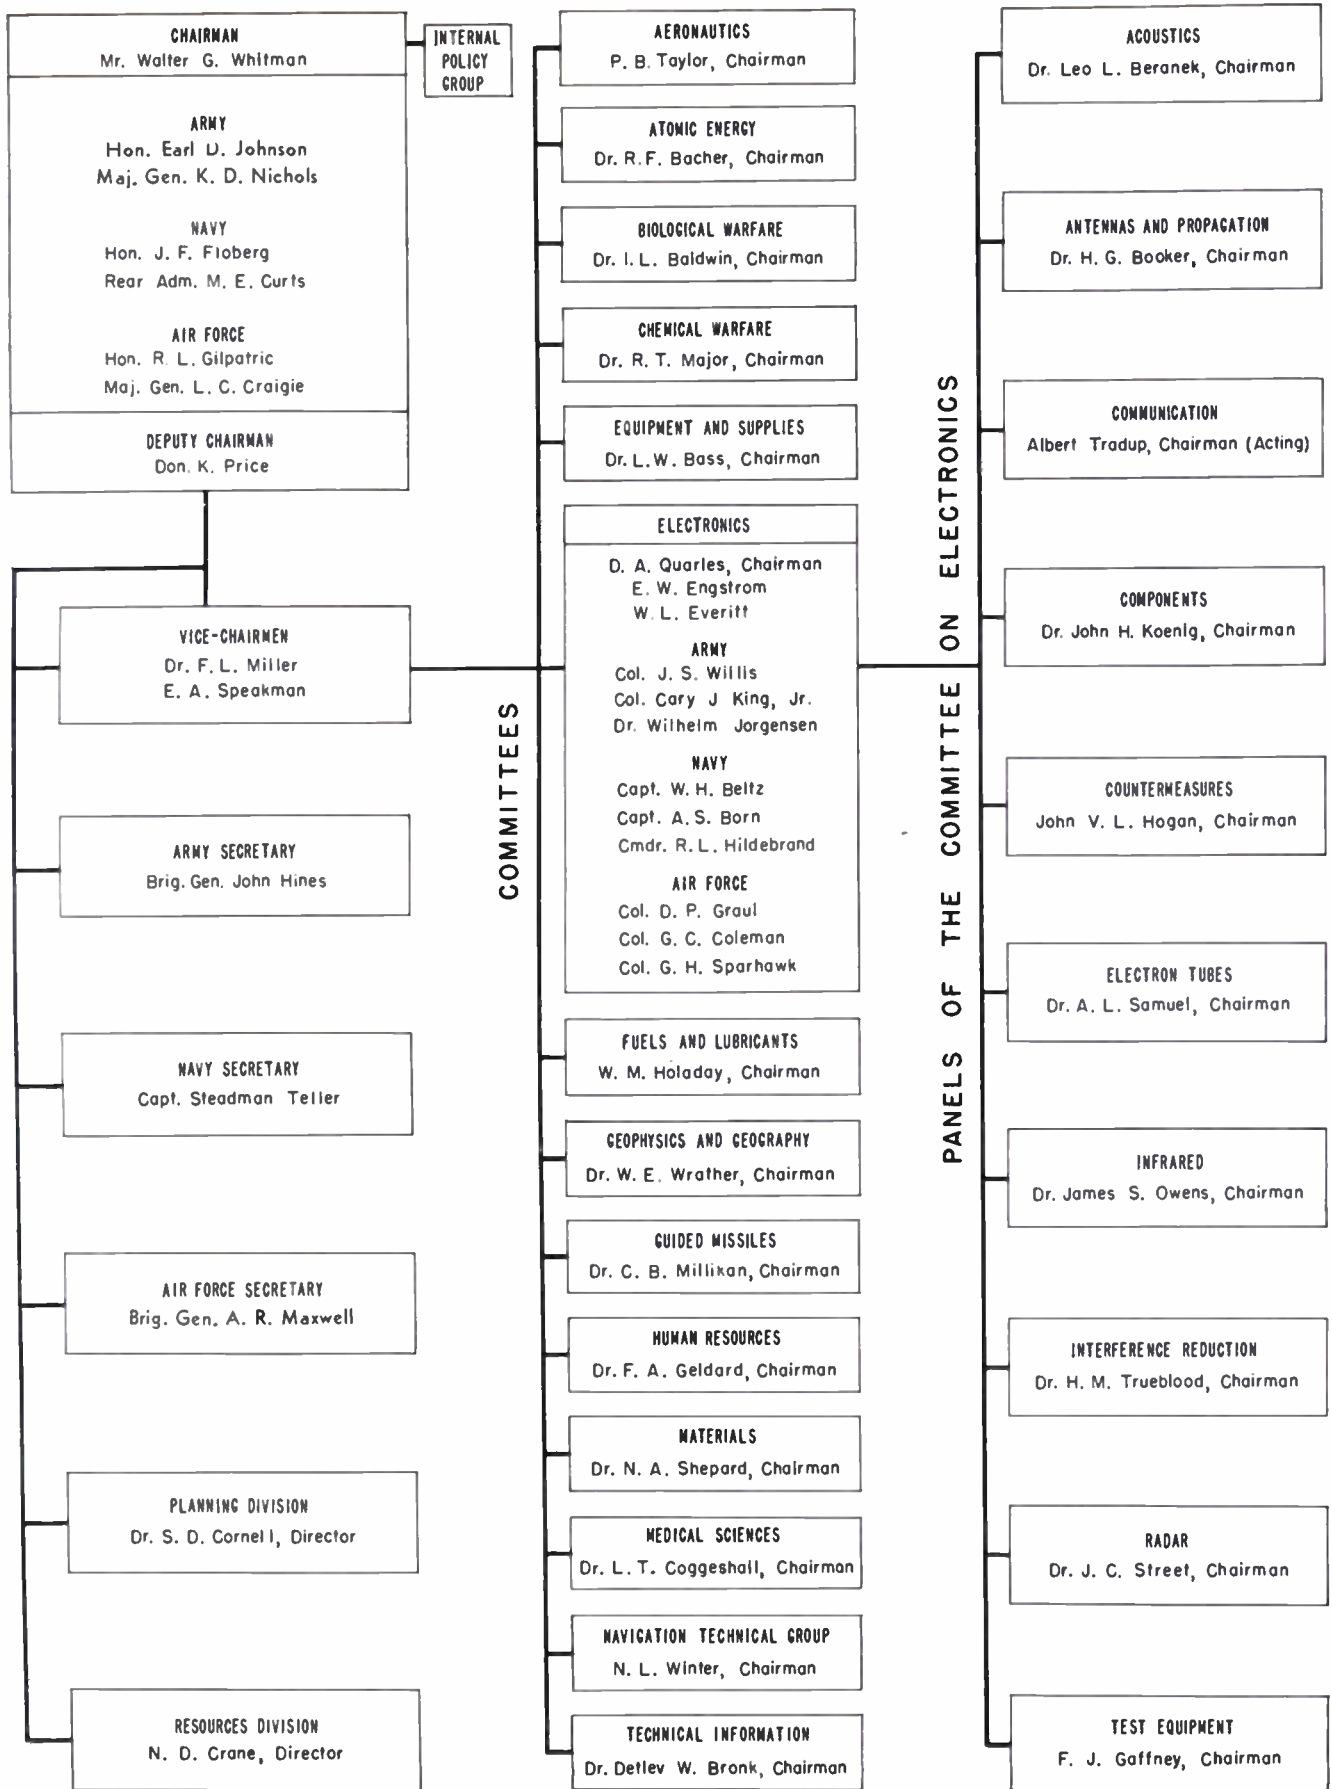 CHAIRMAN
Mr. Walter G. Whitman
INTERNAL
POLICY
GROUP
ARMY
Hon. Earl D. Johnson
Maj. Gen. K. D. Nichols
NAVY
Hon. J. F. Floberg
Rear Adm. M. E. Curts
AIR FORCE
Hon. R. L. Gilpatric
Maj. Gen. L. C. Craigie
DEPUTY CHAIRMAN
Don. K. Price
VICE-CHAIRMEN
Dr. F. L. Miller
E. A. Speakman
ARMY SECRETARY
Brig. Gen. John Hines
NAVY SECRETARY
Capt. Steadman Teller
AIR FORCE SECRETARY
Brig. Gen. A. R. Maxwell
PLANNING DIVISION
Dr. S. D. Cornell, Director
RESOURCES DIVISION
N. D. Crane, Director
COMMITTEES
AERONAUTICS
P. B. Taylor, Chairman
ATOMIC ENERGY
Dr. R.F. Bacher, Chairman
BIOLOGICAL WARFARE
Dr. I.L. Baldwin, Chairman
CHEMICAL WARFARE
Dr. R. T. Major, Chairman
EQUIPMENT AND SUPPLIES
Dr. L.W. Bass, Chairman
ELECTRONICS
D. A. Quarles, Chairman
E. W. Engstrom
W. L. Everitt
ARMY
Col. J. S. Willis
Col. Cary J King, Jr.
Dr. Wilhelm Jorgensen
NAVY
Capt. W. H. Beltz
Capt. A. S. Born
Cmdr. R. L. Hildebrand
AIR FORCE
Col. D. P. Graul
Col. G. C. Coleman
Col. G. H. Sparhawk
FUELS AND LUBRICANTS
W. M. Holaday, Chairman
GEOPHYSICS AND GEOGRAPHY
Dr. W. E. Wrather, Chairman
GUIDED MISSILES
Dr. C. B. Millikan, Chairman
HUMAN RESOURCES
Dr. F. A. Geldard, Chairman
MATERIALS
Dr. N. A. Shepard, Chairman
MEDICAL SCIENCES
Dr. L. T. Coggeshall, Chairman
NAVIGATION TECHNICAL GROUP
N. L. Winter, Chairman
TECHNICAL INFORMATION
Dr. Detlev W. Bronk, Chairman
PANELS OF THE COMMITTEE ON ELECTRONICS
ACOUSTICS
Dr. Leo L. Beranek, Chairman
ANTENNAS AND PROPAGATION
Dr. H. G. Booker, Chairman
COMMUNICATION
Albert Tradup, Chairman (Acting)
COMPONENTS
Dr. John H. Koenig, Chairman
COUNTERMEASURES
John V. L. Hogan, Chairman
ELECTRON TUBES
Dr. A. L. Samuel, Chairman
INFRARED
Dr. James S. Owens, Chairman
INTERFERENCE REDUCTION
Dr. H. M. Trueblood, Chairman
RADAR
Dr. J. C. Street, Chairman
TEST EQUIPMENT
F. J. Gaffney, Chairman